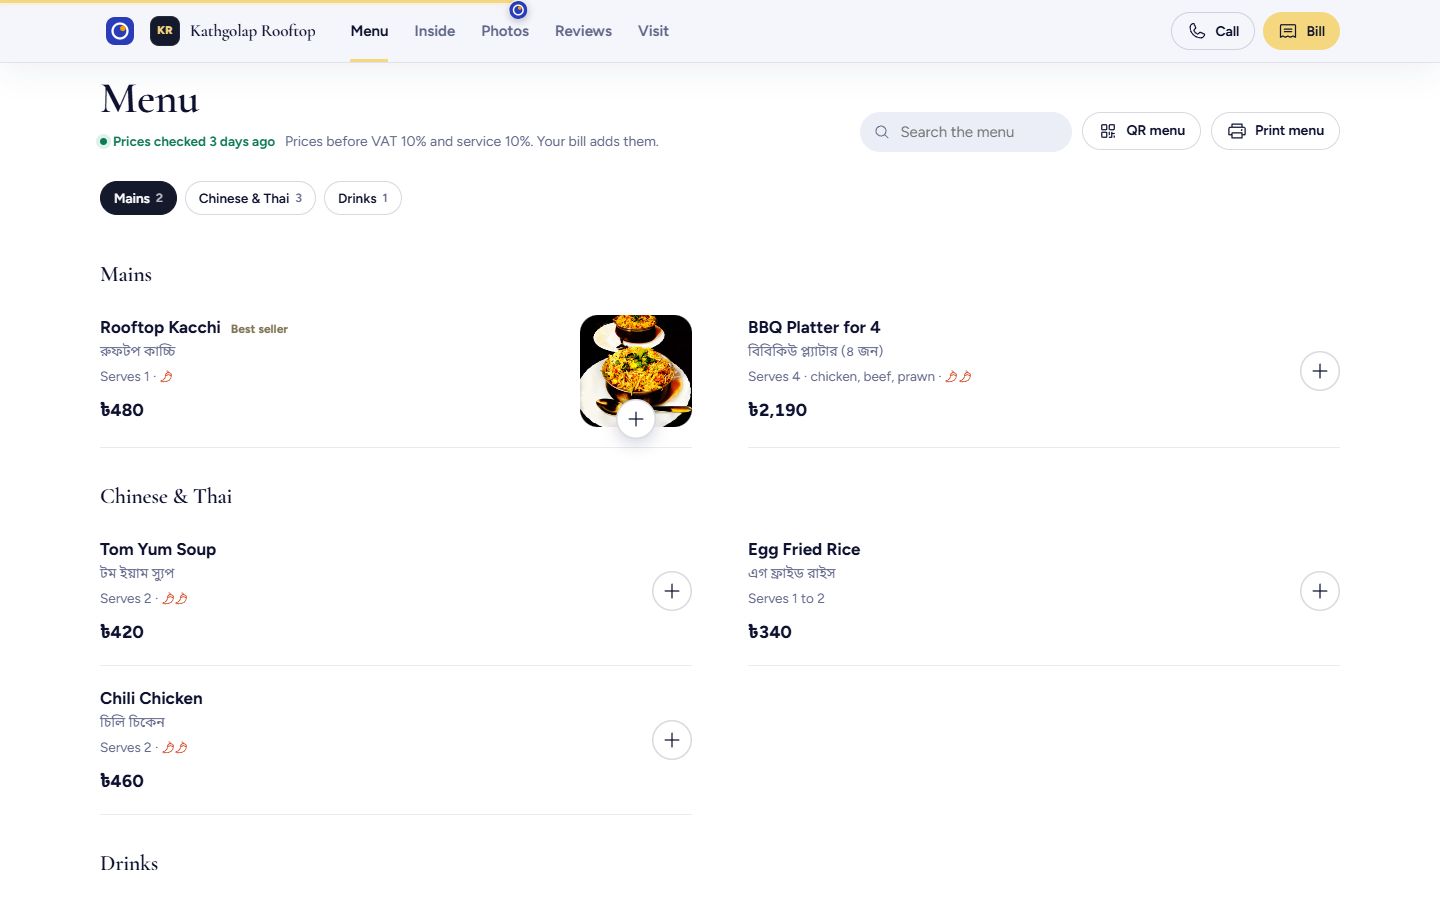 KR Kathgolap Rooftop Menu Inside Photos Reviews Visit Call Bill
Menu
Prices checked 3 days ago Prices before VAT 10% and service 10%. Your bill adds them.
Search the menu QR menu Print menu
Mains 2 Chinese & Thai 3 Drinks 1
Mains
Rooftop Kacchi Best seller
রুফটপ কাচ্চি
Serves 1 ·
৳480
BBQ Platter for 4
বিবিকিউ প্ল্যাটার (৪ জন)
Serves 4 · chicken, beef, prawn ·
৳2,190
Chinese & Thai
Tom Yum Soup
টম ইয়াম স্যুপ
Serves 2 ·
৳420
Egg Fried Rice
এগ ফ্রাইড রাইস
Serves 1 to 2
৳340
Chili Chicken
চিলি চিকেন
Serves 2 ·
৳460
Drinks